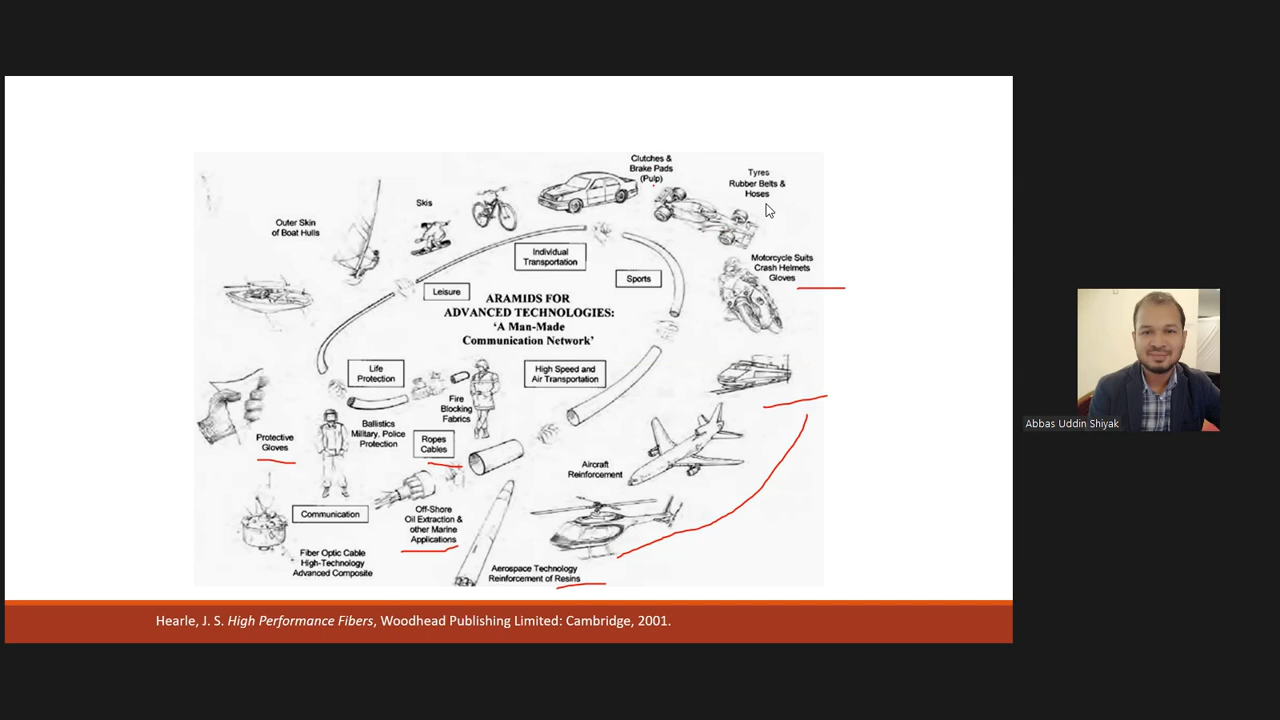 Clutches &
Brake Pads
(Pulp)
Tyres
Rubber Belts &
Hoses
Skis
Outer Skin
of Boat Hulls
Individual
Transportation
Sports
Motorcycle Suits
Crash Helmets
Gloves
Leisure
ARAMIDS FOR
ADVANCED TECHNOLOGIES:
'A Man-Made
Communication Network'
Life
Protection
High Speed and
Air Transportation
Fire
Blocking
Fabrics
Ballistics
Military, Police
Protection
Protective
Gloves
Ropes
Cables
Aircraft
Reinforcement
Communication
Off-Shore
Oil Extraction &
other Marine
Applications
Fiber Optic Cable
High-Technology
Advanced Composite
Aerospace Technology
Reinforcement of Resins
Hearle, J. S. High Performance Fibers, Woodhead Publishing Limited: Cambridge, 2001.
Abbas Uddin Shiyak